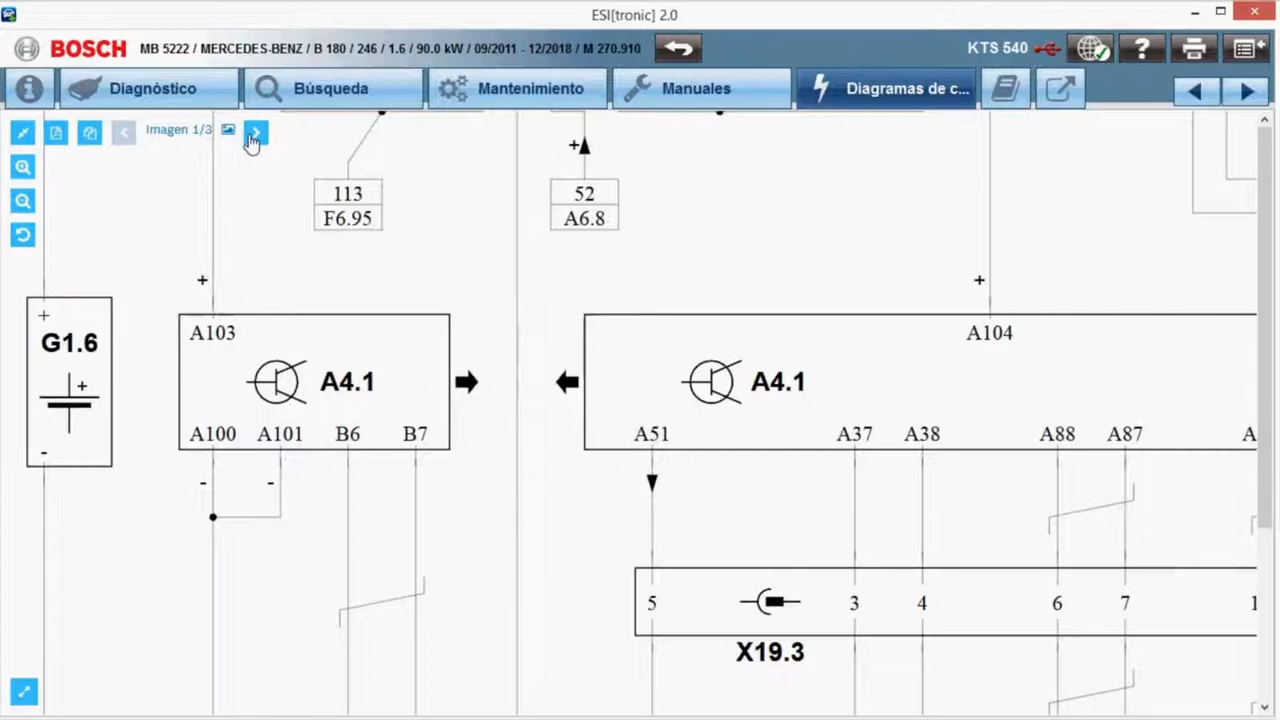 ESI[tronic] 2.0
BOSCH MB 5222 / MERCEDES-BENZ / B 180 / 246 / 1.6 / 90.0 kW / 09/2011 - 12/2018 / M 270.910 KTS 540 ?
Diagnóstico Búsqueda Mantenimiento Manuales Diagramas de c...
Imagen 1/3
+
113 52
F6.95 A6.8
+ +
+ A103 A104
G1.6
+ A4.1 A4.1
- A100 A101 B6 B7 A51 A37 A38 A88 A87 A
- -
5 3 4 6 7 1
X19.3